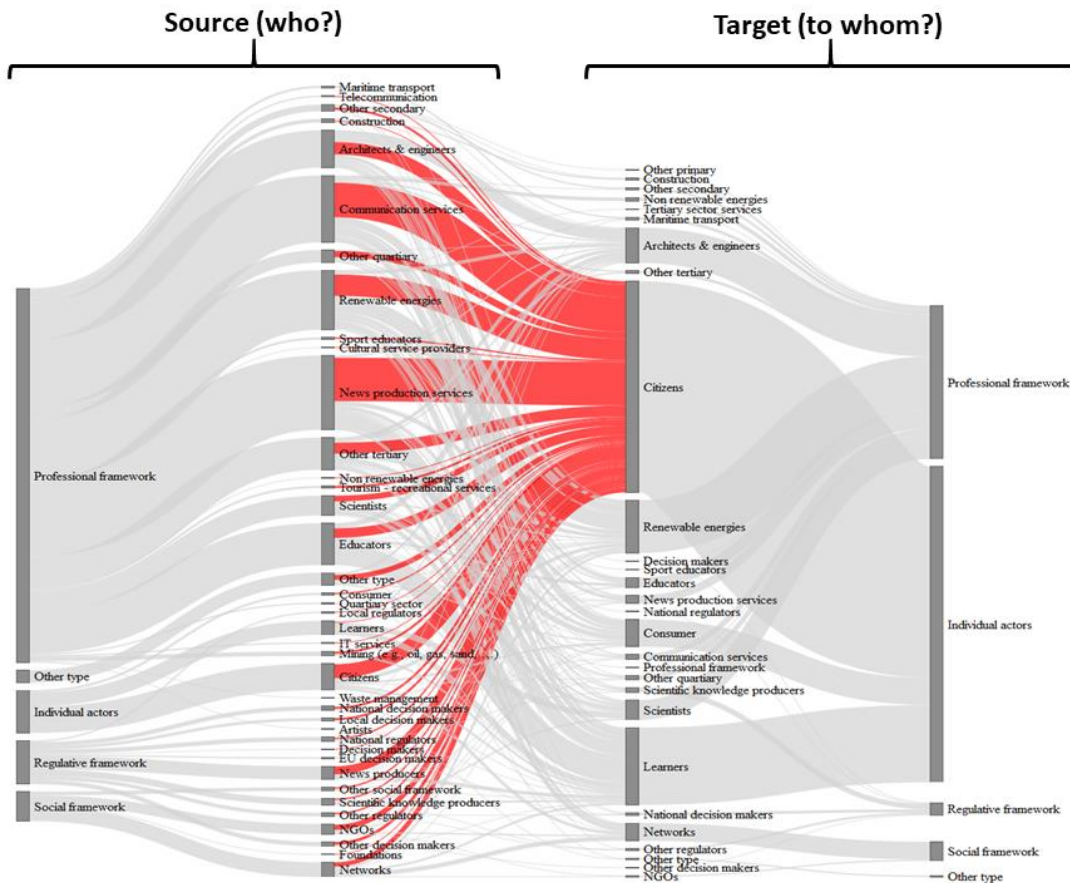 Source (who?)
Target (to whom?)
Professional framework
Other type
Individual actors
Regulative framework
Social framework
Maritime transport
Telecommunication
Other secondary
Construction
Architects & engineers
Communication services
Other quartiary
Renewable energies
Sport educators
Cultural service providers
News production services
Other tertiary
Non renewable energies
Tourism - recreational services
Scientists
Educators
Other type
Consumer
Quartiary sector
Local regulators
Learners
IT services
Mining (e.g., oil, gas, sand, ...)
Citizens
Waste management
National decision makers
Local decision makers
Artists
National regulators
Decision makers
EU decision makers
News producers
Other social framework
Scientific knowledge producers
Other regulators
NGOs
Other decision makers
Foundations
Networks
Other primary
Construction
Other secondary
Non renewable energies
Tertiary sector services
Maritime transport
Architects & engineers
Other tertiary
Citizens
Renewable energies
Decision makers
Sport educators
Educators
News production services
National regulators
Consumer
Communication services
Professional framework
Other quartiary
Scientific knowledge producers
Scientists
Learners
National decision makers
Networks
Other regulators
Other type
Other decision makers
NGOs
Professional framework
Individual actors
Regulative framework
Social framework
Other type